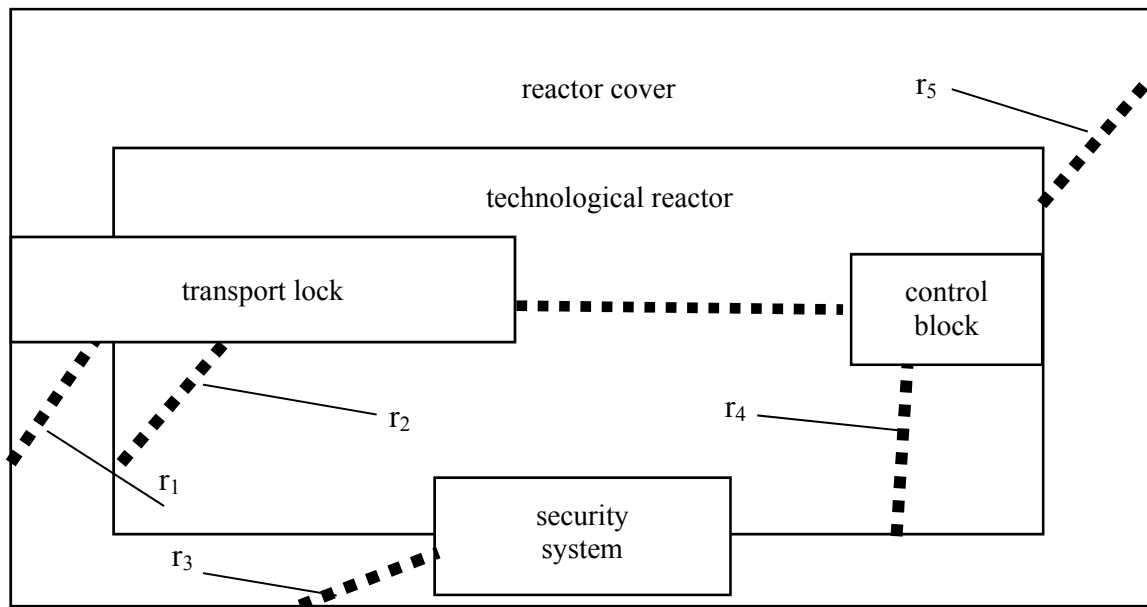 reactor cover
r5
technological reactor
transport lock
control
block
r2
r4
r1
security
system
r3